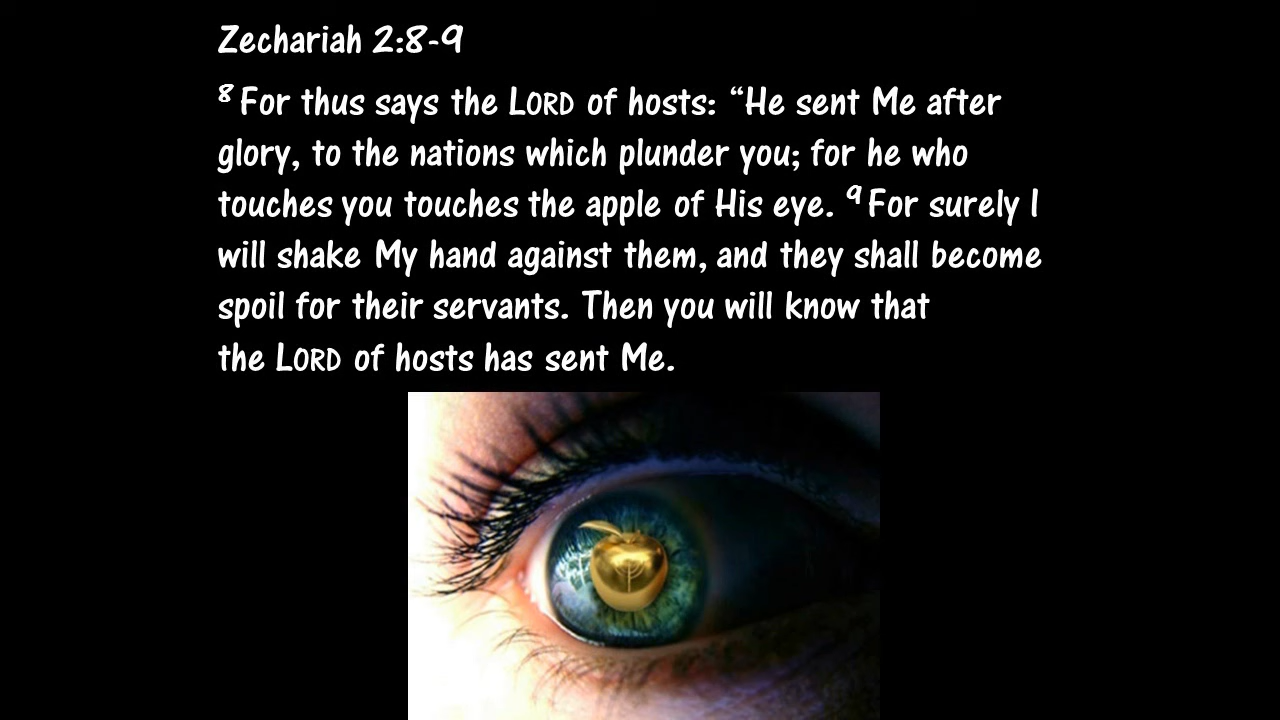 Zechariah 2:8-9
8 For thus says the LORD of hosts: “He sent Me after
glory, to the nations which plunder you; for he who
touches you touches the apple of His eye. 9 For surely I
will shake My hand against them, and they shall become
spoil for their servants. Then you will know that
the LORD of hosts has sent Me.